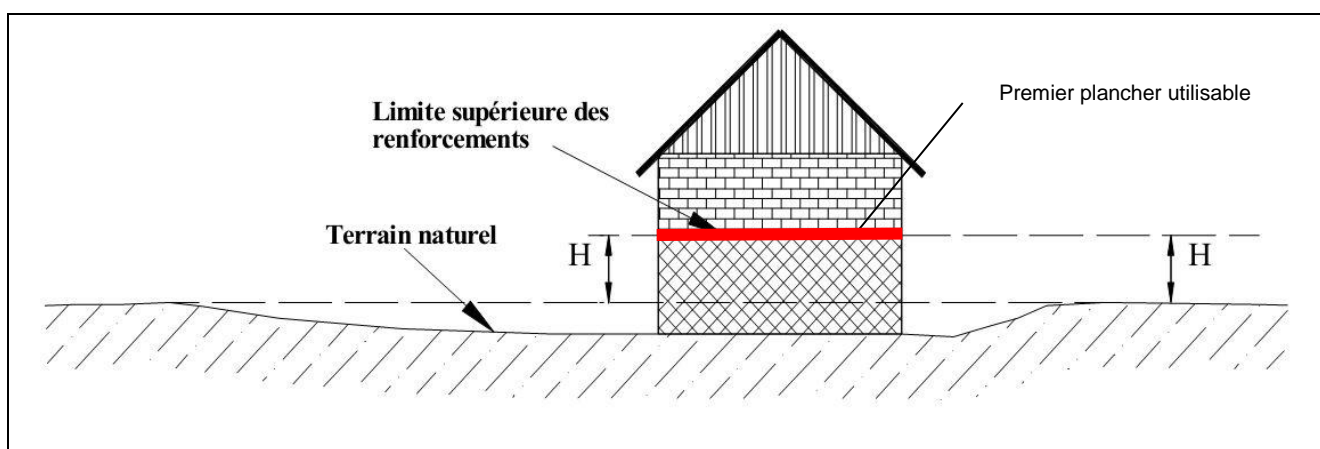 Premier plancher utilisable
Limite supérieure des
renforcements
Terrain naturel
H
H